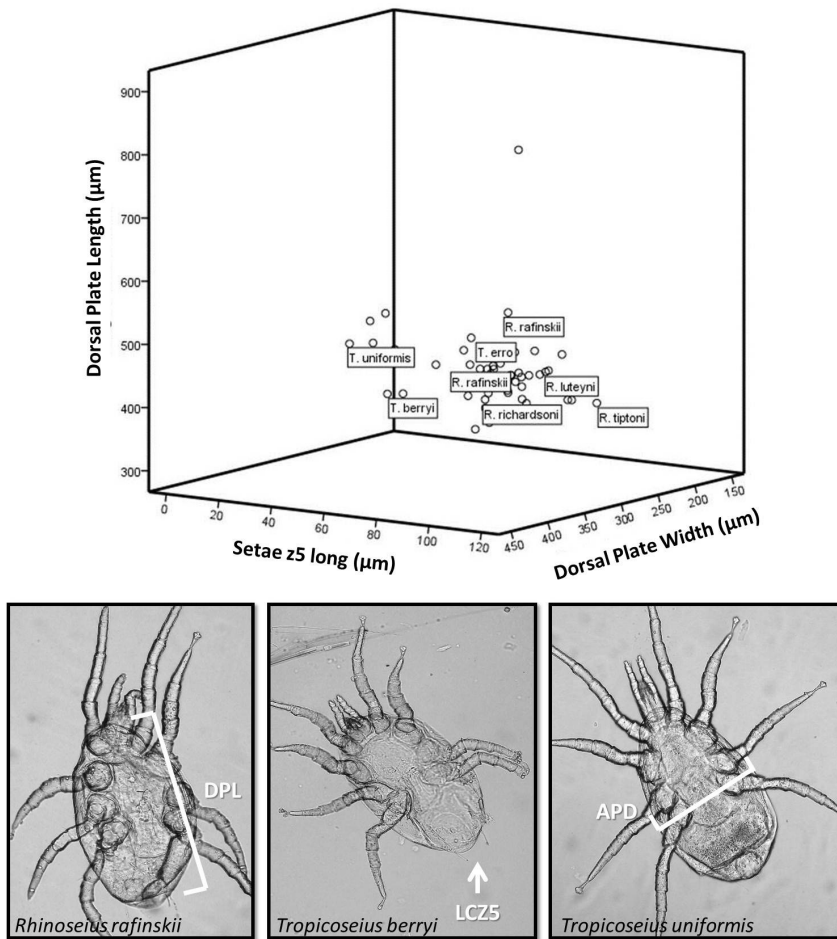 900
800
700
600
500
400
300
Dorsal Plate Length (µm)
R. rafinskii
T. uniformis
T. erro
R. rafinskii
R. luteyni
T. berryi
R. richardsoni
R. tiptoni
0
20
40
60
80
100
120
Setae z5 long (µm)
450
400
350
300
250
200
150
Dorsal Plate Width (µm)
DPL
Rhinoseius rafinskii
LCZ5
Tropicoseius berryi
APD
Tropicoseius uniformis